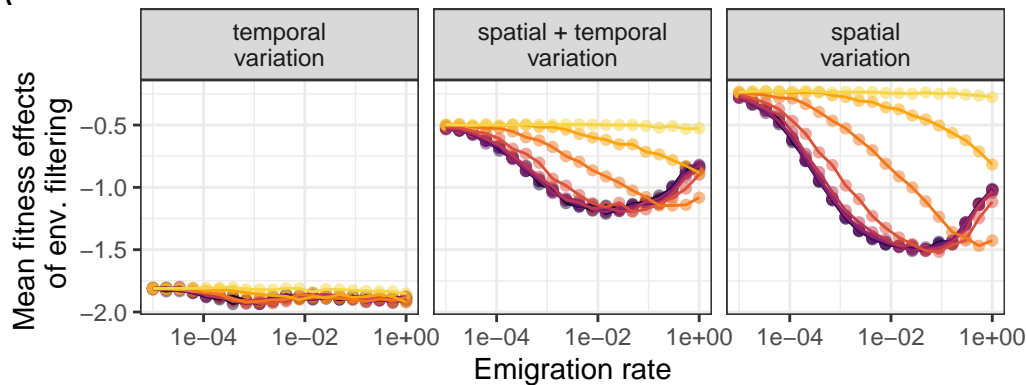 temporal
variation
spatial + temporal
variation
spatial
variation
Mean fitness effects
of env. filtering
−0.5
−1.0
−1.5
−2.0
1e−04 1e−02 1e+00
1e−04 1e−02 1e+00
1e−04 1e−02 1e+00
Emigration rate